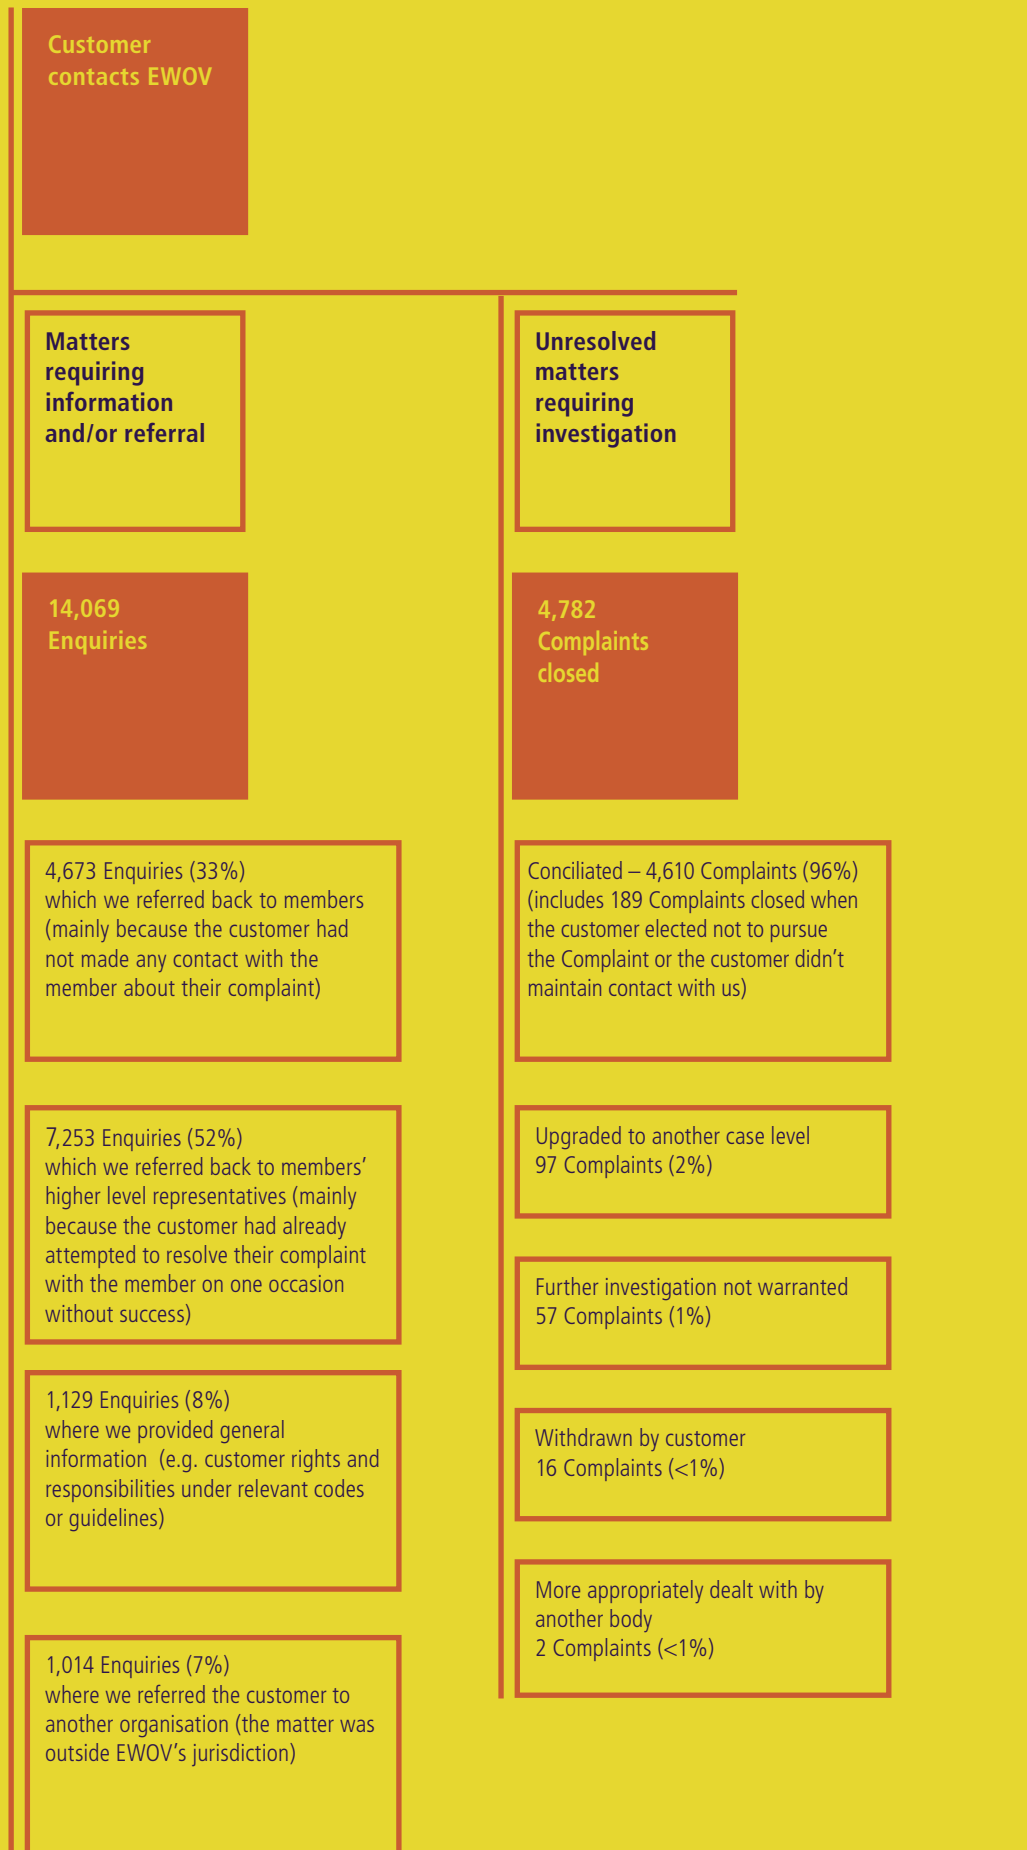 Customer
contacts EWOV
Matters
requiring
information
and/or referral
14,069
Enquiries
4,673 Enquiries (33%)
which we referred back to members
(mainly because the customer had
not made any contact with the
member about their complaint)
7,253 Enquiries (52%)
which we referred back to members’
higher level representatives (mainly
because the customer had already
attempted to resolve their complaint
with the member on one occasion
without success)
1,129 Enquiries (8%)
where we provided general
information (e.g. customer rights and
responsibilities under relevant codes
or guidelines)
1,014 Enquiries (7%)
where we referred the customer to
another organisation (the matter was
outside EWOV’s jurisdiction)
Unresolved
matters
requiring
investigation
4,782
Complaints
closed
Conciliated – 4,610 Complaints (96%)
(includes 189 Complaints closed when
the customer elected not to pursue
the Complaint or the customer didn’t
maintain contact with us)
Upgraded to another case level
97 Complaints (2%)
Further investigation not warranted
57 Complaints (1%)
Withdrawn by customer
16 Complaints (<1%)
More appropriately dealt with by
another body
2 Complaints (<1%)